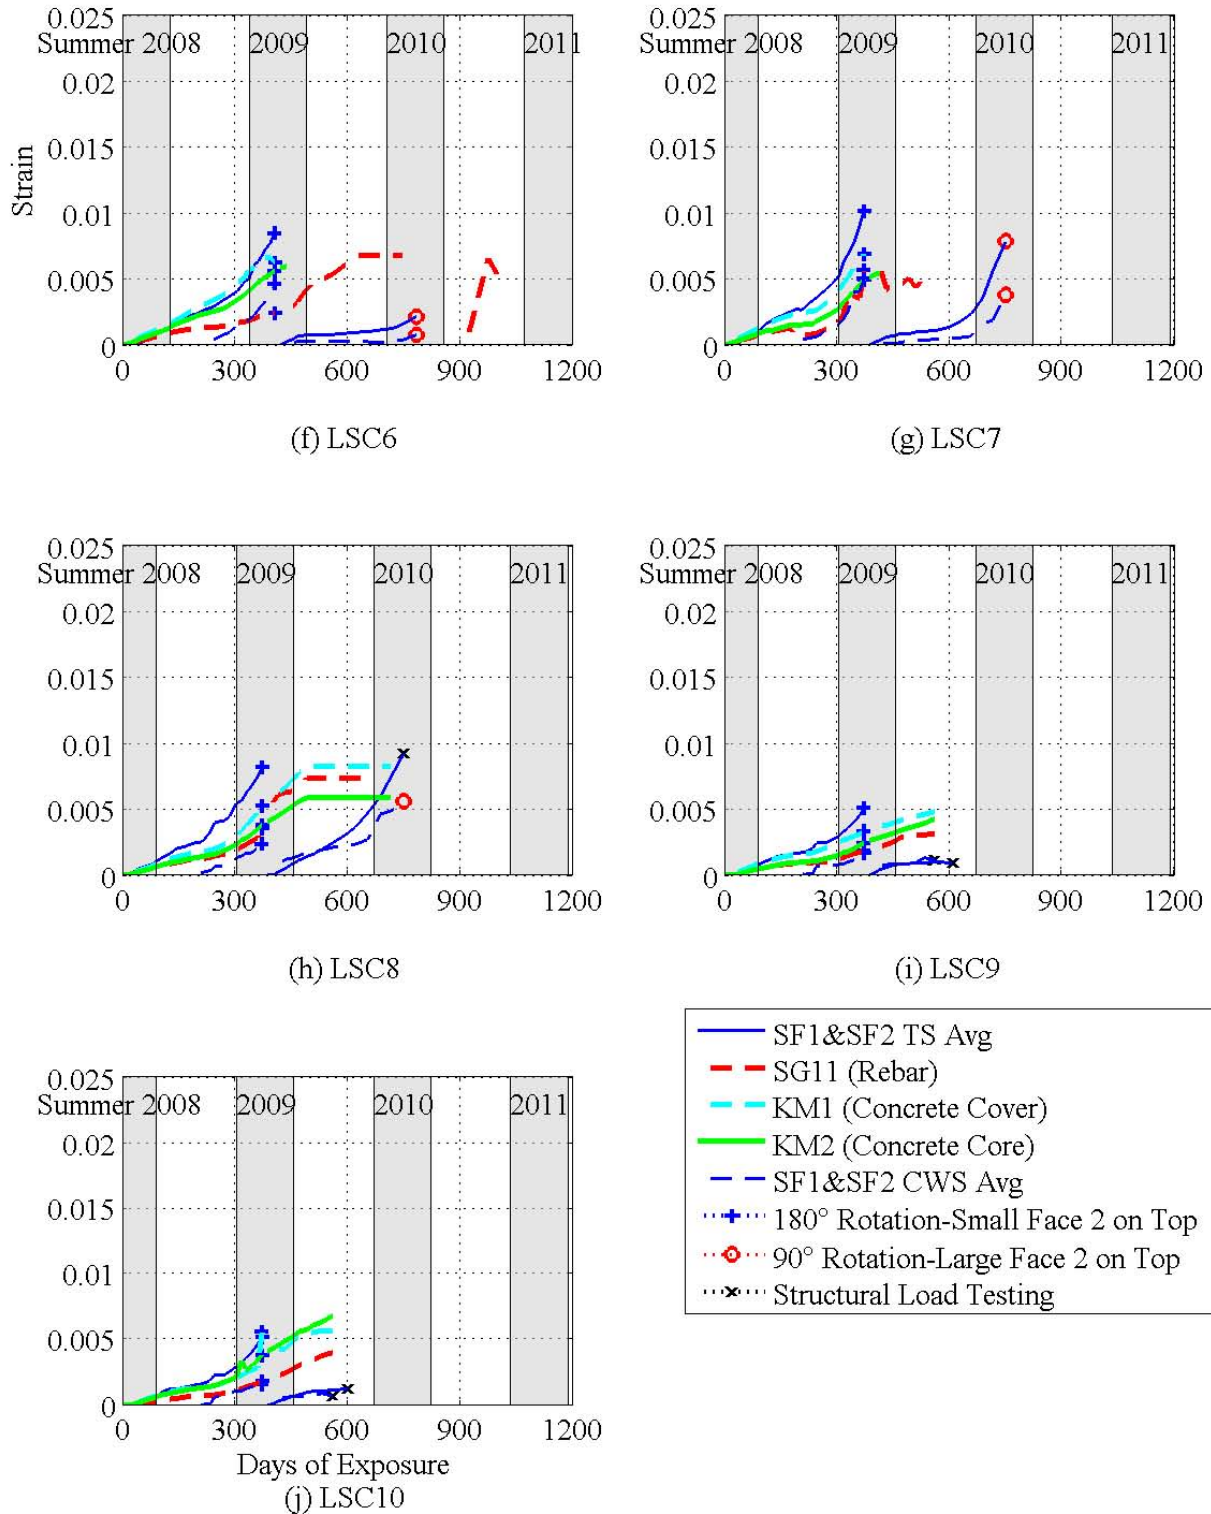 0.025
Summer 2008 2009 2010 2011
0.02
0.015
0.01
0.005
0
Strain
0 300 600 900 1200
(f) LSC6
0.025
Summer 2008 2009 2010 2011
0.02
0.015
0.01
0.005
0
0 300 600 900 1200
(g) LSC7
0.025
Summer 2008 2009 2010 2011
0.02
0.015
0.01
0.005
0
0 300 600 900 1200
(h) LSC8
0.025
Summer 2008 2009 2010 2011
0.02
0.015
0.01
0.005
0
0 300 600 900 1200
(i) LSC9
0.025
Summer 2008 2009 2010 2011
0.02
0.015
0.01
0.005
0
0 300 600 900 1200
Days of Exposure
(j) LSC10
SF1&SF2 TS Avg
SG11 (Rebar)
KM1 (Concrete Cover)
KM2 (Concrete Core)
SF1&SF2 CWS Avg
180° Rotation-Small Face 2 on Top
90° Rotation-Large Face 2 on Top
Structural Load Testing